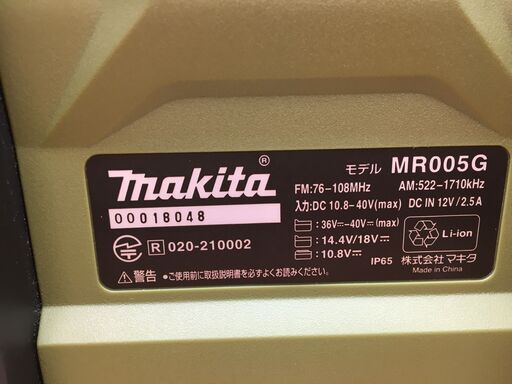 makita®
モデル MR005G
00018048
FM:76-108MHz AM:522-1710kHz
入力:DC 10.8-40V(max) DC IN 12V/2.5A
:36V⎓-40V⎓(max)
:14.4V/18V⎓
:10.8V⎓
Li-ion
R 020-210002
IP65 株式会社 マキタ
Made in China
警告 ●ご使用前に取扱説明書を必ずよくお読みください。